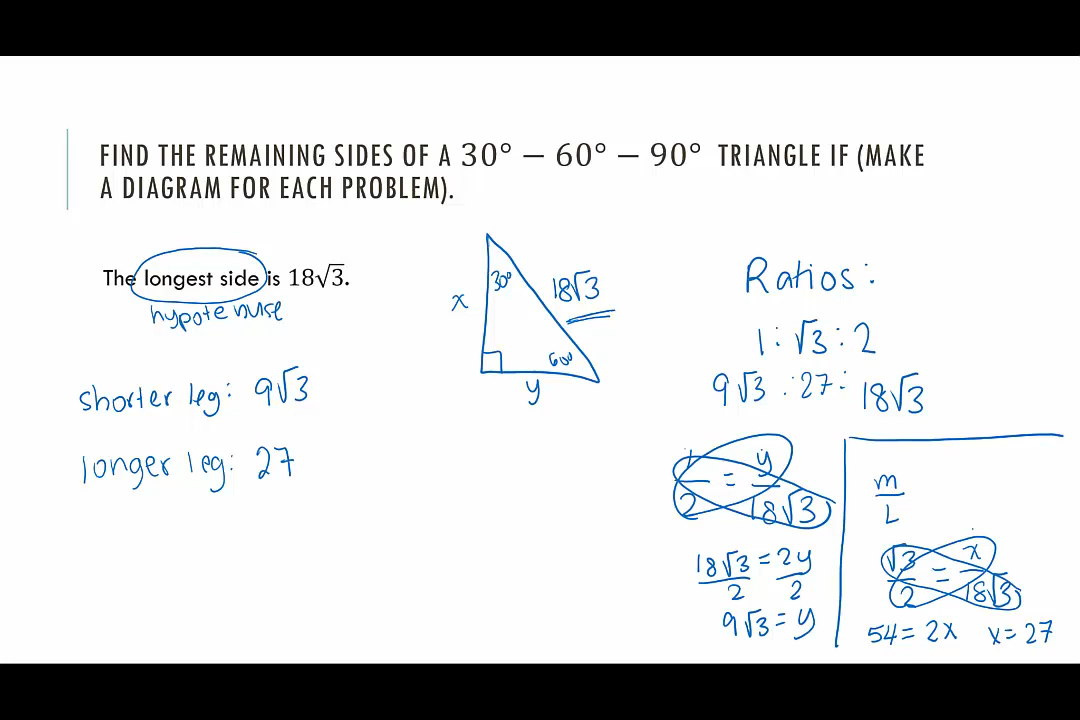 FIND THE REMAINING SIDES OF A 30° − 60° − 90° TRIANGLE IF (MAKE
A DIAGRAM FOR EACH PROBLEM).
The longest side is 18√3.
hypotenuse
shorter leg: 9√3
longer leg: 27
30°
18√3
x
60°
y
Ratios:
1 : √3 : 2
9√3 : 27 : 18√3
1/2 = y/18√3
18√3/2 = 2y/2
9√3 = y
m/L
√3/2 = x/18√3
54 = 2x x = 27